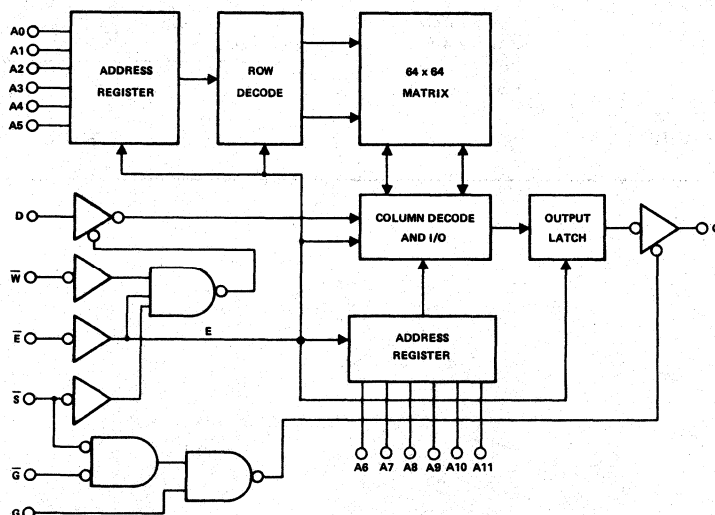 A0
A1
A2
A3
A4
A5
ADDRESS
REGISTER
ROW
DECODE
64 x 64
MATRIX
D
COLUMN DECODE
AND I/O
OUTPUT
LATCH
W̅
E̅
E
ADDRESS
REGISTER
S̅
A6
A7
A8
A9
A10
A11
G̅
G